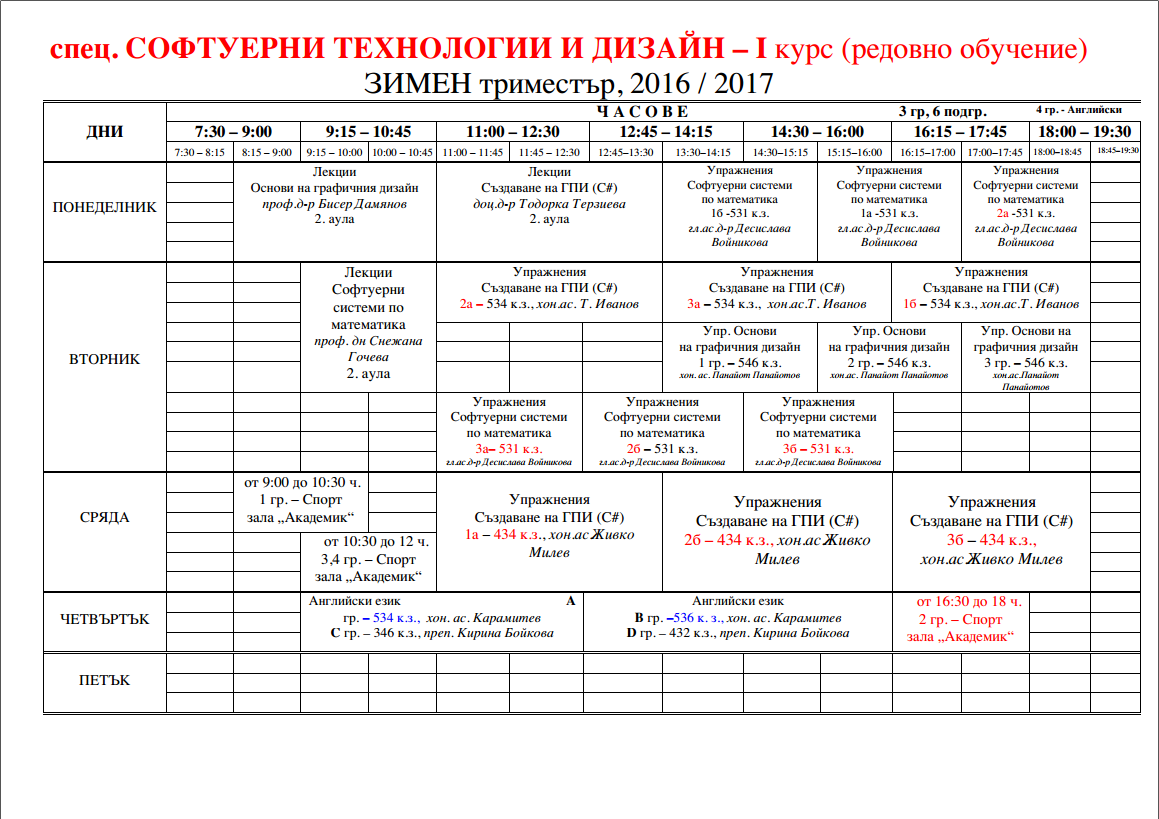 спец. СОФТУЕРНИ ТЕХНОЛОГИИ И ДИЗАЙН – I курс (редовно обучение)
ЗИМЕН триместър, 2016 / 2017
ДНИ
Ч А С О В Е
3 гр, 6 подгр.
4 гр. - Английски
7:30 – 9:00
9:15 – 10:45
11:00 – 12:30
12:45 – 14:15
14:30 – 16:00
16:15 – 17:45
18:00 – 19:30
7:30 – 8:15
8:15 – 9:00
9:15 – 10:00
10:00 – 10:45
11:00 – 11:45
11:45 – 12:30
12:45–13:30
13:30–14:15
14:30–15:15
15:15–16:00
16:15–17:00
17:00–17:45
18:00–18:45
18:45–19:30
ПОНЕДЕЛНИК
Лекции
Основи на графичния дизайн
проф.д-р Бисер Дамянов
2. аула
Лекции
Създаване на ГПИ (C#)
доц.д-р Тодорка Терзиева
2. аула
Упражнения
Софтуерни системи
по математика
1б -531 к.з.
гл.ас.д-р Десислава
Войникова
Упражнения
Софтуерни системи
по математика
1а -531 к.з.
гл.ас.д-р Десислава
Войникова
Упражнения
Софтуерни системи
по математика
2а -531 к.з.
гл.ас.д-р Десислава
Войникова
ВТОРНИК
Лекции
Софтуерни
системи по
математика
проф. дн Снежана
Гочева
2. аула
Упражнения
Създаване на ГПИ (C#)
2а – 534 к.з., хон.ас. Т. Иванов
Упражнения
Създаване на ГПИ (C#)
3а – 534 к.з., хон.ас.Т. Иванов
Упражнения
Създаване на ГПИ (C#)
1б – 534 к.з., хон.ас.Т. Иванов
Упр. Основи
на графичния дизайн
1 гр. – 546 к.з.
хон. ас. Панайот Панайотов
Упр. Основи
на графичния дизайн
2 гр. – 546 к.з.
хон.ас. Панайот Панайотов
Упр. Основи на
графичния дизайн
3 гр. – 546 к.з.
хон.ас.Панайот
Панайотов
Упражнения
Софтуерни системи
по математика
3а– 531 к.з.
гл.ас.д-р Десислава Войникова
Упражнения
Софтуерни системи
по математика
2б – 531 к.з.
гл.ас.д-р Десислава Войникова
Упражнения
Софтуерни системи
по математика
3б – 531 к.з.
гл.ас.д-р Десислава Войникова
СРЯДА
от 9:00 до 10:30 ч.
1 гр. – Спорт
зала „Академик“
от 10:30 до 12 ч.
3,4 гр. – Спорт
зала „Академик“
Упражнения
Създаване на ГПИ (C#)
1а – 434 к.з., хон.ас Живко
Милев
Упражнения
Създаване на ГПИ (C#)
2б – 434 к.з., хон.ас Живко
Милев
Упражнения
Създаване на ГПИ (C#)
3б – 434 к.з.,
хон.ас Живко Милев
ЧЕТВЪРТЪК
Английски език А
гр. – 534 к.з., хон. ас. Карамитев
С гр. – 346 к.з., преп. Кирина Бойкова
Английски език
В гр. –536 к. з., хон. ас. Карамитев
D гр. – 432 к.з., преп. Кирина Бойкова
от 16:30 до 18 ч.
2 гр. – Спорт
зала „Академик“
ПЕТЪК